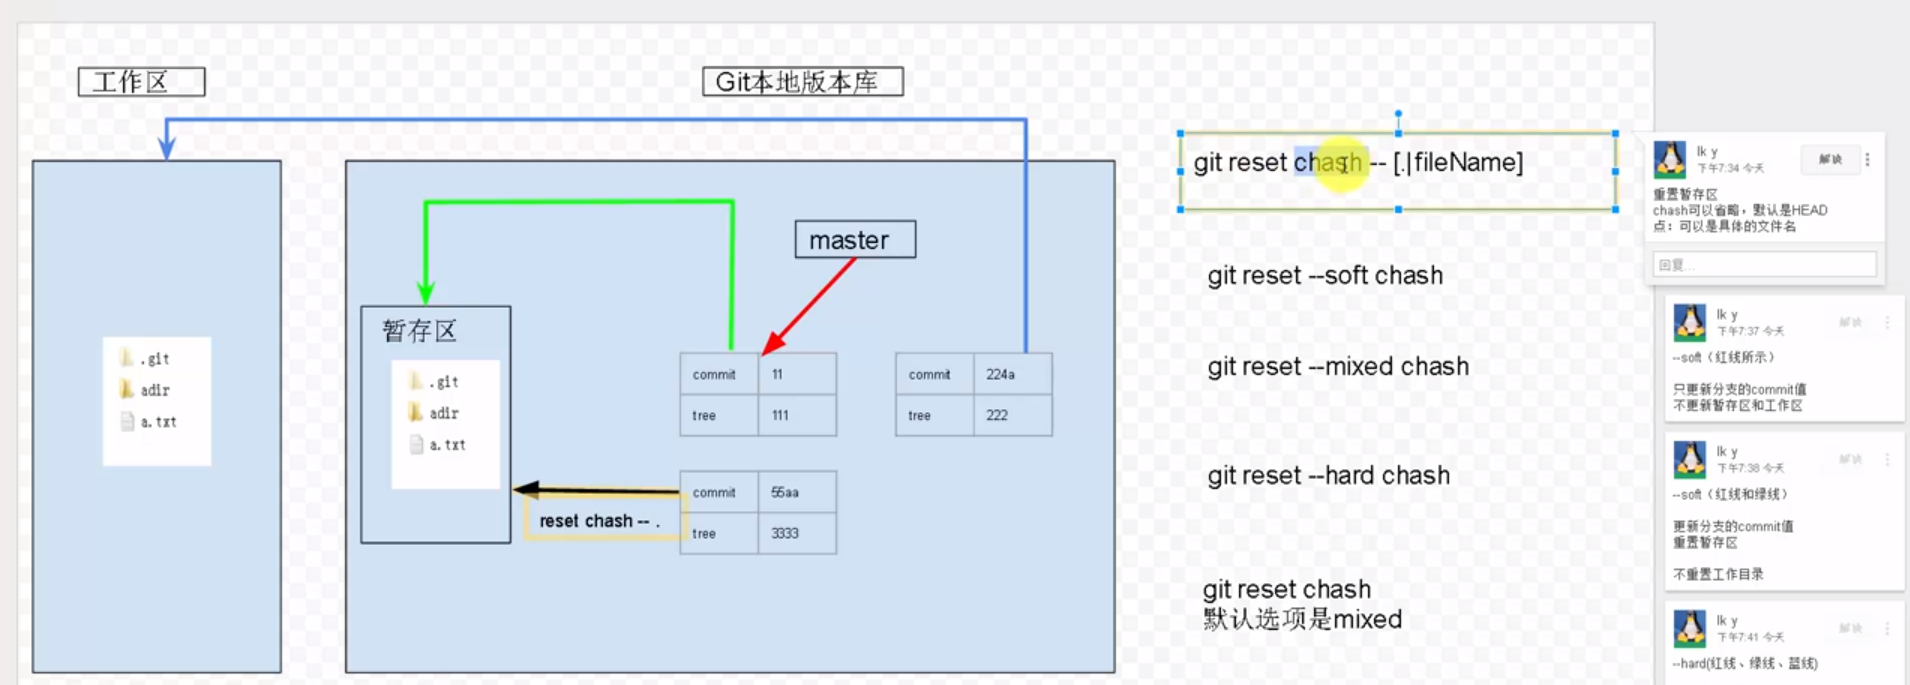 工作区
Git本地版本库
master
暂存区
.git
adir
a.txt
.git
adir
a.txt
commit 11
tree 111
commit 224a
tree 222
commit 55aa
tree 3333
reset chash -- .
git reset chash -- [.|fileName]
git reset --soft chash
git reset --mixed chash
git reset --hard chash
git reset chash
默认选项是mixed
lk y
下午7:34 今天
解决
重置暂存区
chash可以省略，默认是HEAD
点：可以是具体的文件名
回复...
lk y
下午7:37 今天
解决
--soft（红线所示）
只更新分支的commit值
不更新暂存区和工作区
lk y
下午7:38 今天
解决
--soft（红线和绿线）
更新分支的commit值
重置暂存区
不重置工作目录
lk y
下午7:41 今天
解决
--hard(红线、绿线、蓝线)